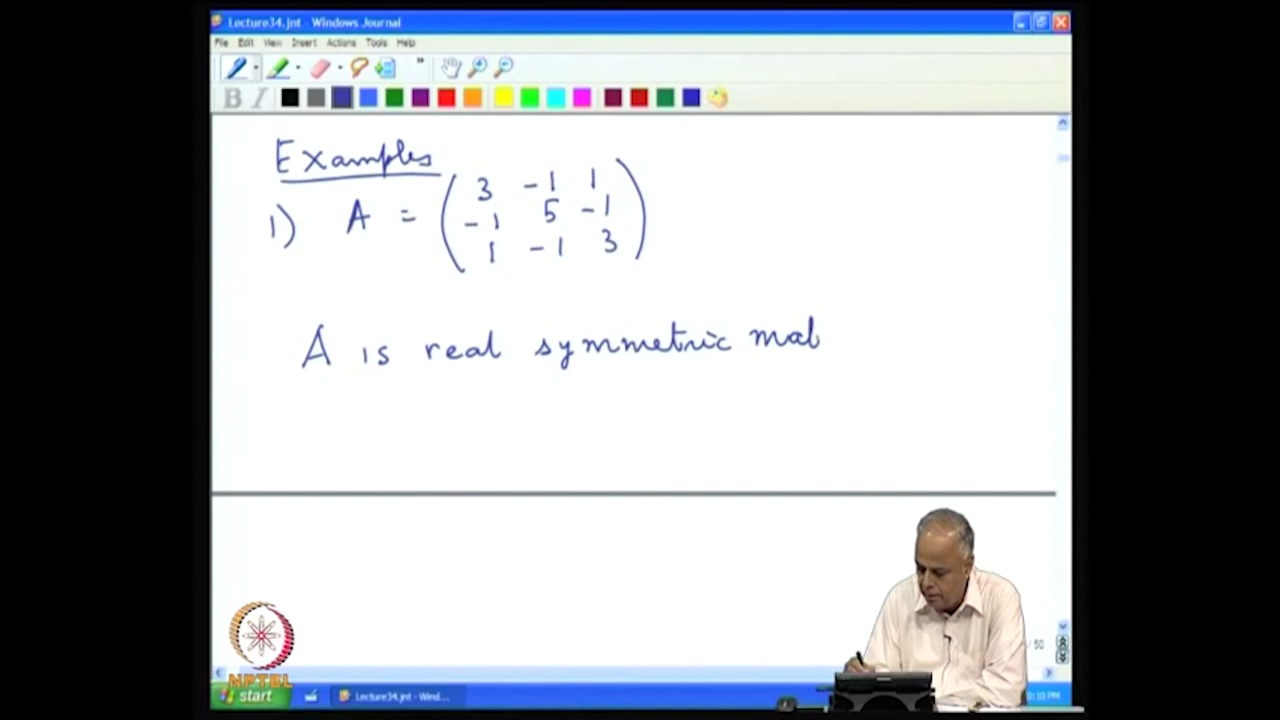 Lecture34.jnt - Windows Journal
File Edit View Insert Actions Tools Help
B I
Examples
1) A = ( 3 -1 1
-1 5 -1
1 -1 3 )
A is real symmetric mat
/ 50
NPTEL
start Lecture34.jnt - Wind...